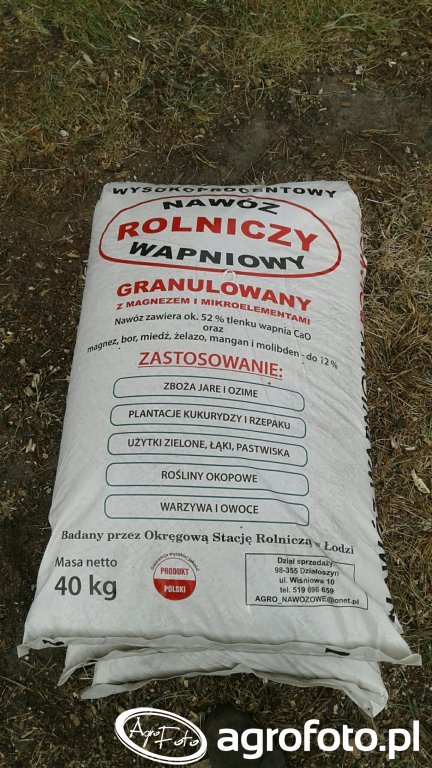 WYSOKOPROCENTOWY
NAWÓZ
ROLNICZY
WAPNIOWY
GRANULOWANY
Z MAGNEZEM I MIKROELEMENTAMI
Nawóz zawiera ok. 52 % tlenku wapnia CaO
oraz
magnez, bor, miedź, żelazo, mangan i molibden - do 12 %
ZASTOSOWANIE:
ZBOŻA JARE I OZIME
PLANTACJE KUKURYDZY I RZEPAKU
UŻYTKI ZIELONE, ŁĄKI, PASTWISKA
ROŚLINY OKOPOWE
WARZYWA I OWOCE
Badany przez Okręgową Stację Rolniczą w Łodzi
Masa netto
40 kg
PRODUKT
POLSKI
Dział sprzedaży:
98-355 Działoszyn
ul. Wiśniowa 10
tel. 519 696 659
AGRO_NAWOZOWE@onet.pl
AgroFoto
agrofoto.pl